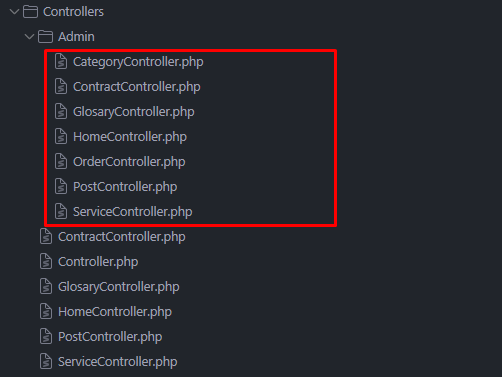 Controllers
Admin
CategoryController.php
ContractController.php
GlosaryController.php
HomeController.php
OrderController.php
PostController.php
ServiceController.php
ContractController.php
Controller.php
GlosaryController.php
HomeController.php
PostController.php
ServiceController.php